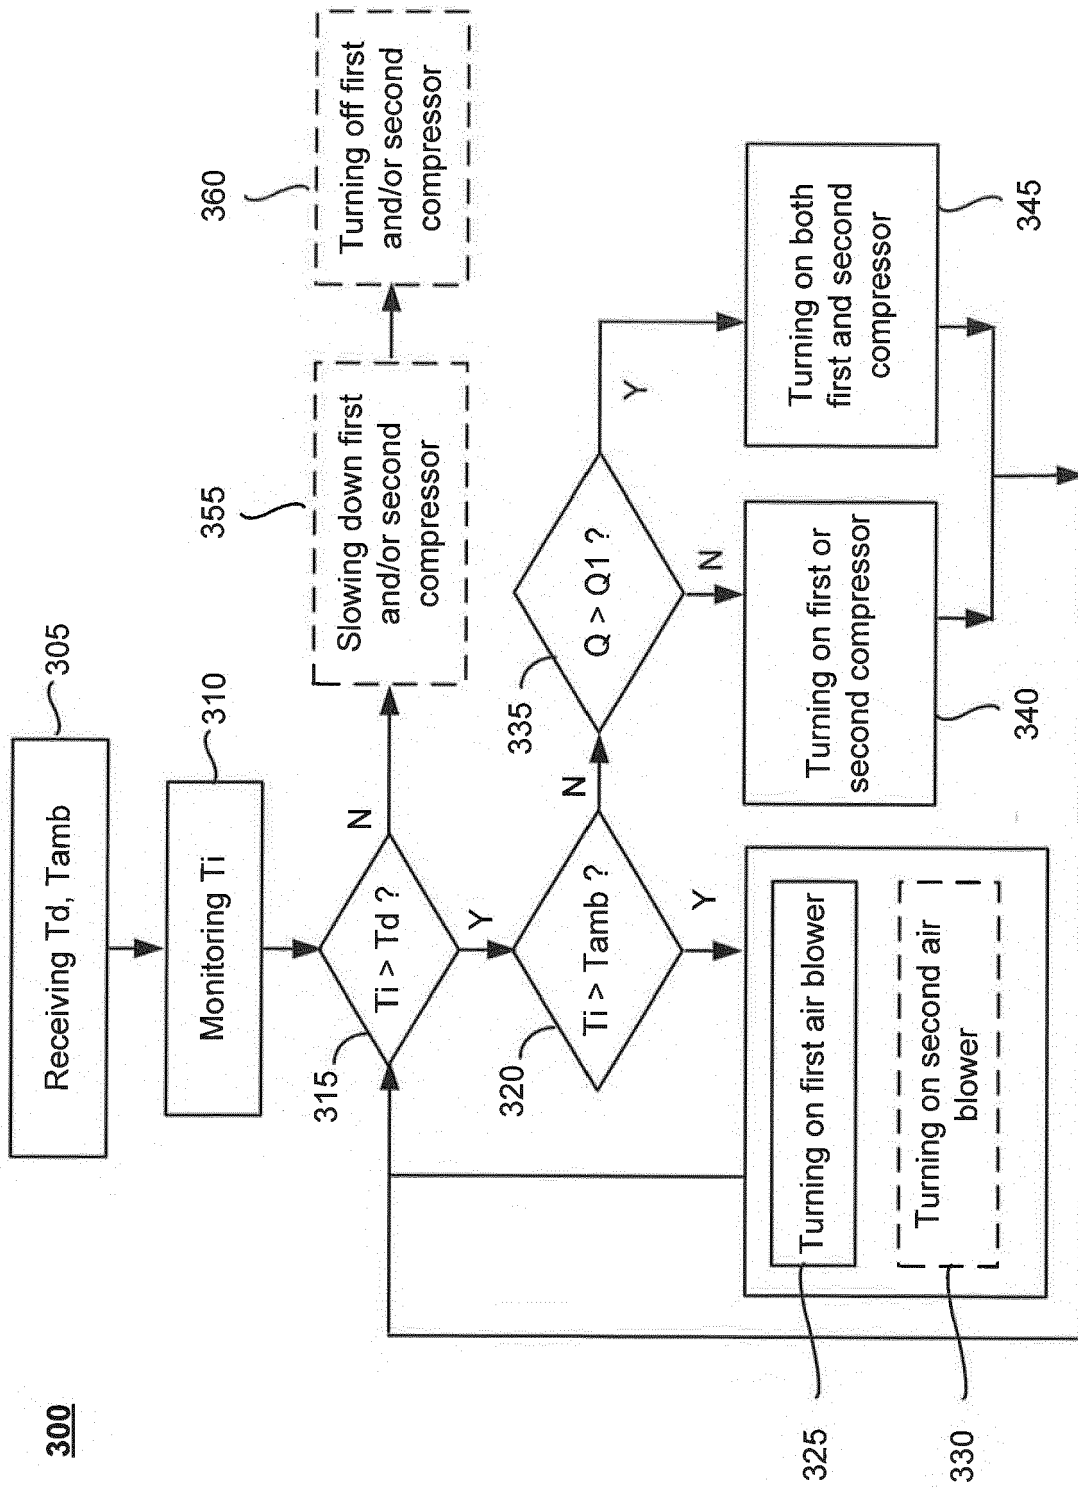 300
Receiving Td, Tamb
305
Monitoring Ti
310
Ti > Td ?
315
N
Y
Slowing down first
and/or second
compressor
355
Turning off first
and/or second
compressor
360
Ti > Tamb ?
320
N
Y
Q > Q1 ?
335
Y
N
Turning on first air blower
325
Turning on second air
blower
330
Turning on first or
second compressor
340
Turning on both
first and second
compressor
345